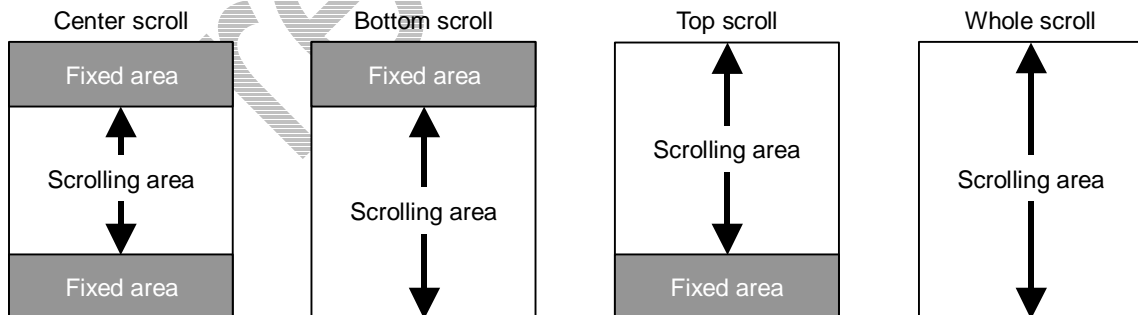 Center scroll
Fixed area
Scrolling area
Fixed area
Bottom scroll
Fixed area
Scrolling area
Top scroll
Scrolling area
Fixed area
Whole scroll
Scrolling area